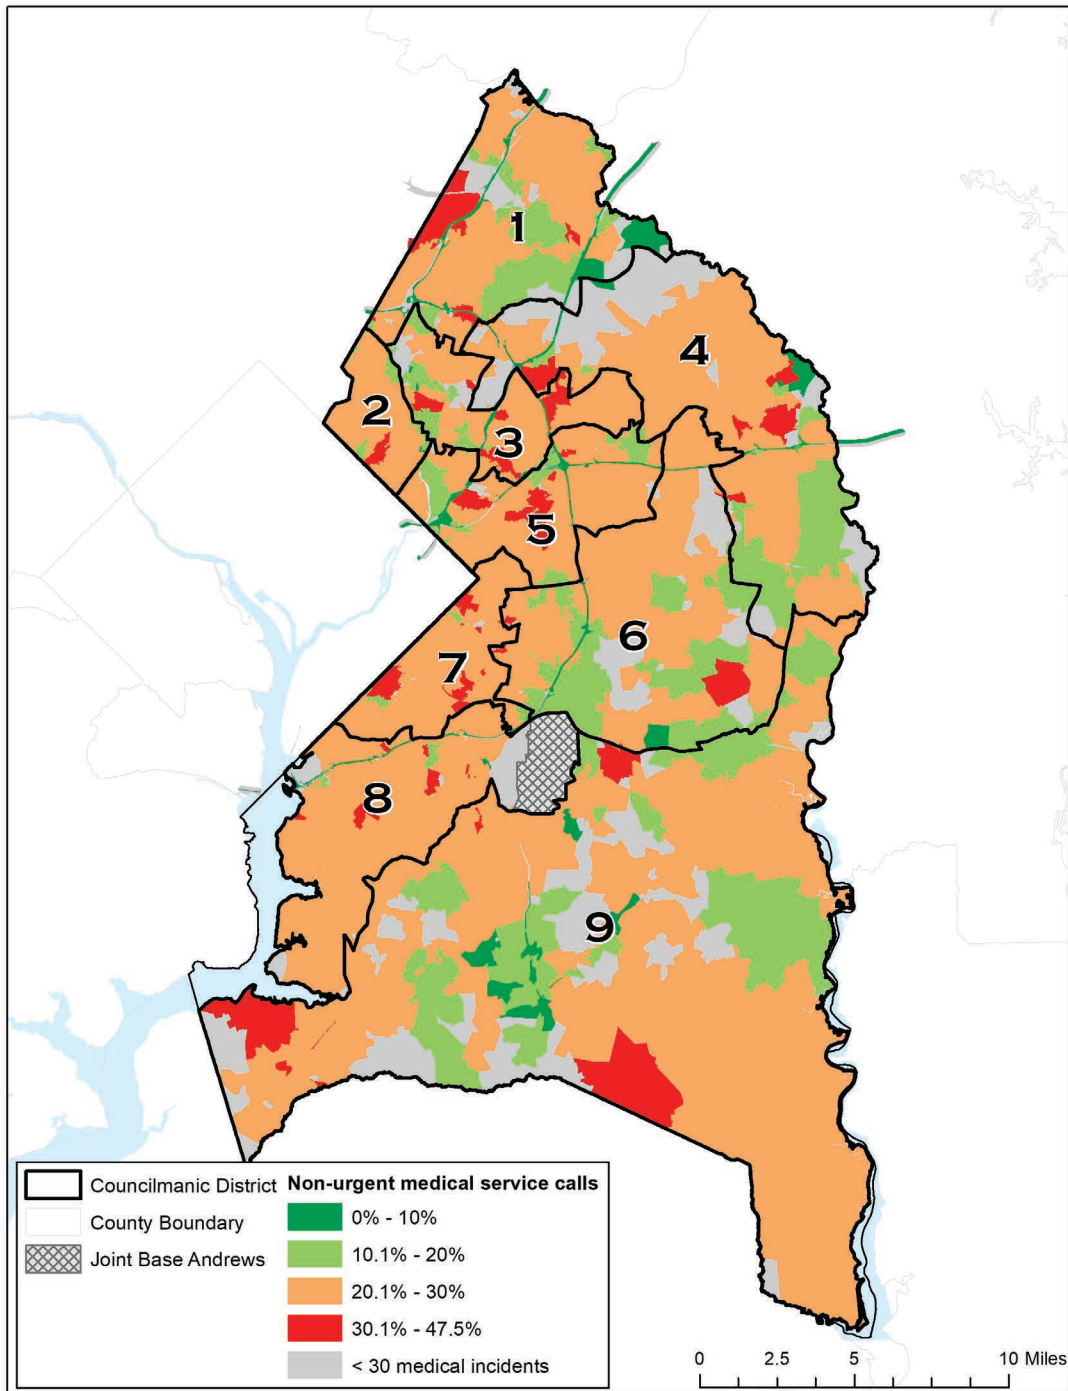 1
4
2
3
5
6
7
8
9
Councilmanic District
County Boundary
Joint Base Andrews
Non-urgent medical service calls
0% - 10%
10.1% - 20%
20.1% - 30%
30.1% - 47.5%
< 30 medical incidents
0 2.5 5 10 Miles